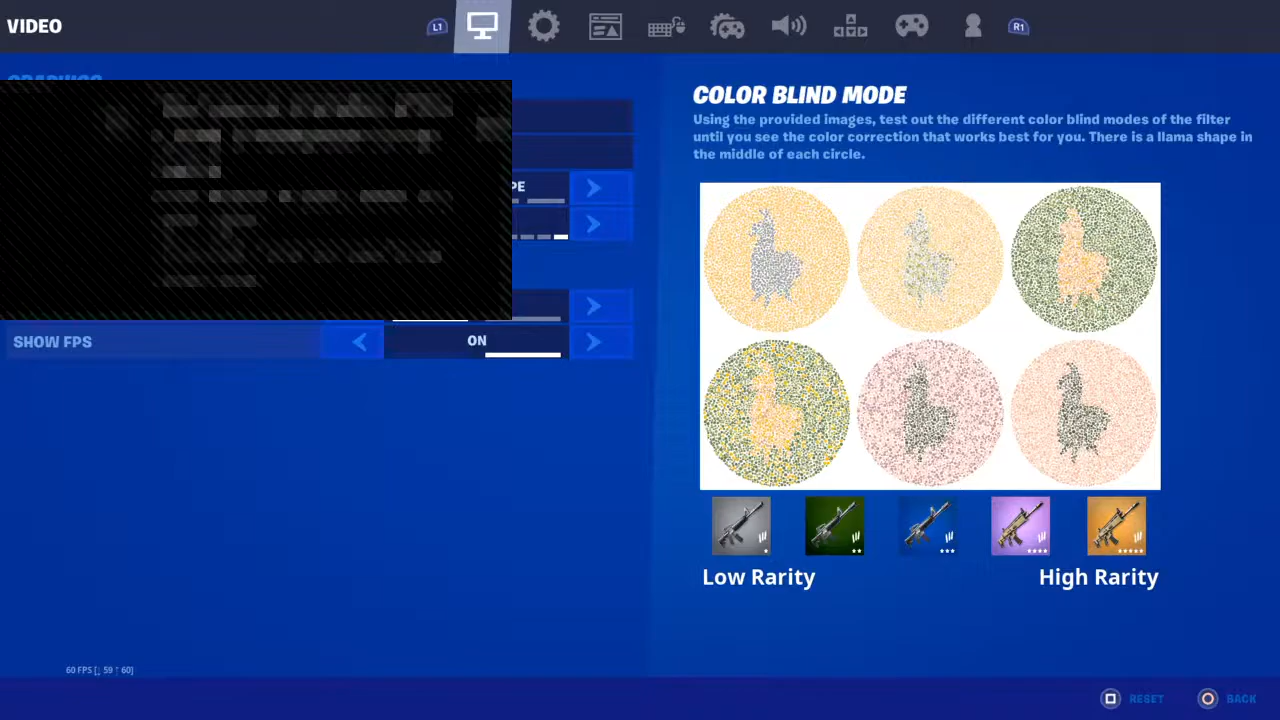 VIDEO
L1
R1
COLOR BLIND MODE
Using the provided images, test out the different color blind modes of the filter
until you see the color correction that works best for you. There is a llama shape in
the middle of each circle.
SHOW FPS
ON
Low Rarity
High Rarity
60 FPS [↓ 59 ↑ 60]
RESET
BACK